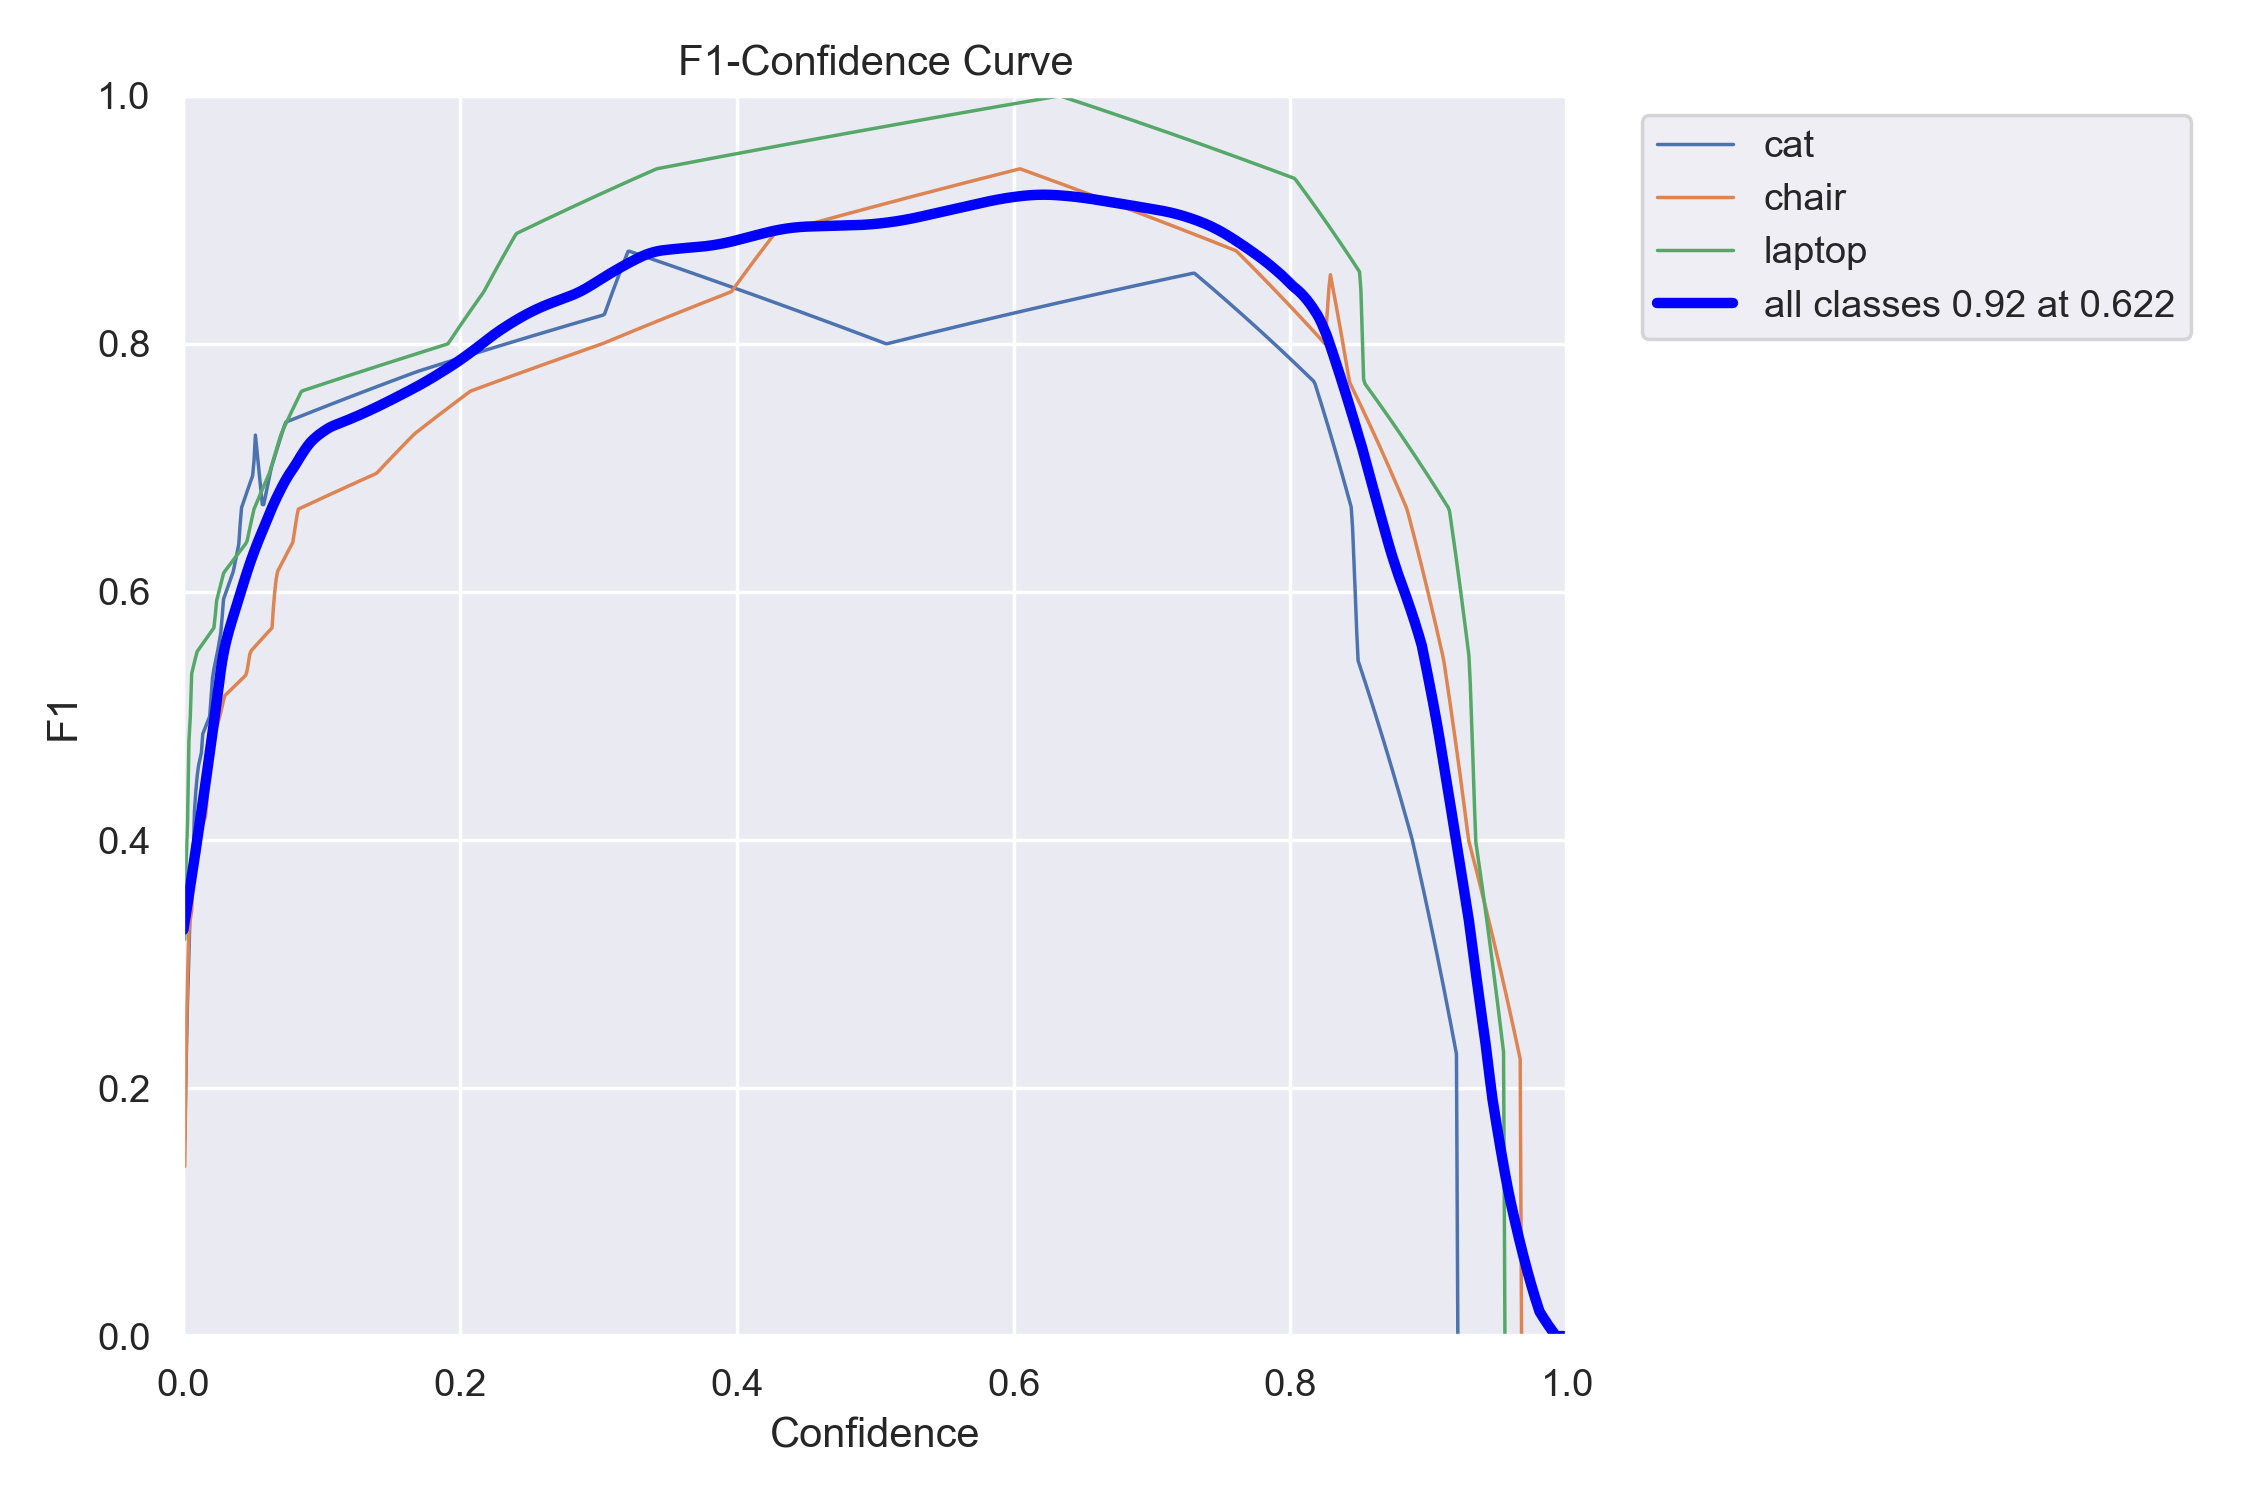 F1-Confidence Curve
1.0
0.8
0.6
0.4
0.2
0.0
F1
0.0 0.2 0.4 0.6 0.8 1.0
Confidence
cat
chair
laptop
all classes 0.92 at 0.622